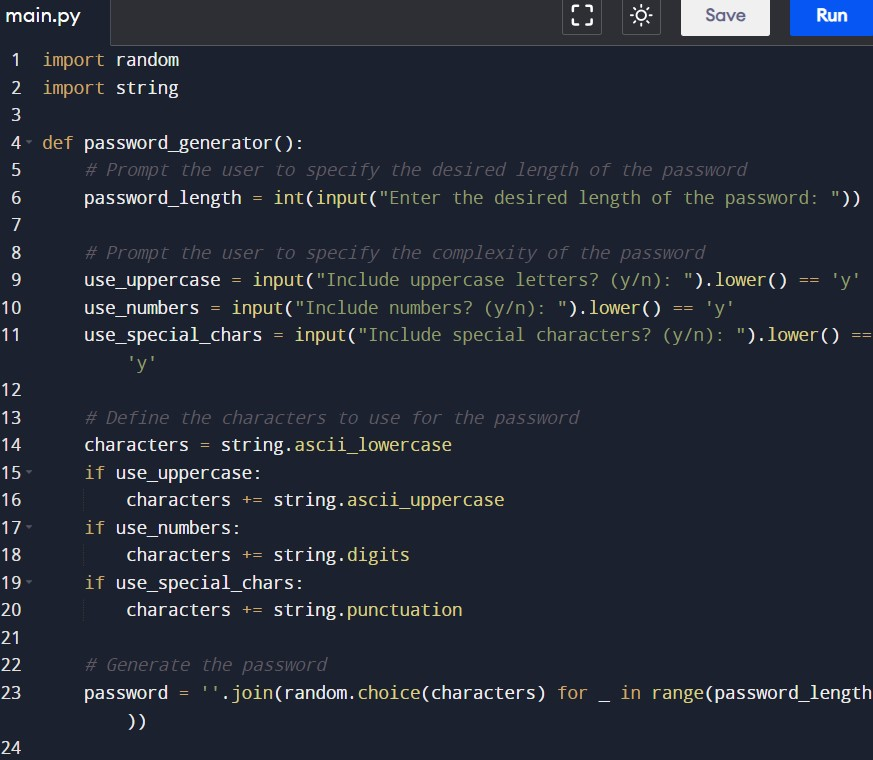 main.py
Save
Run
1 import random
2 import string
3
4 def password_generator():
5     # Prompt the user to specify the desired length of the password
6     password_length = int(input("Enter the desired length of the password: "))
7
8     # Prompt the user to specify the complexity of the password
9     use_uppercase = input("Include uppercase letters? (y/n): ").lower() == 'y'
10     use_numbers = input("Include numbers? (y/n): ").lower() == 'y'
11     use_special_chars = input("Include special characters? (y/n): ").lower() ==
        'y'
12
13     # Define the characters to use for the password
14     characters = string.ascii_lowercase
15     if use_uppercase:
16         characters += string.ascii_uppercase
17     if use_numbers:
18         characters += string.digits
19     if use_special_chars:
20         characters += string.punctuation
21
22     # Generate the password
23     password = ''.join(random.choice(characters) for _ in range(password_length
        ))
24